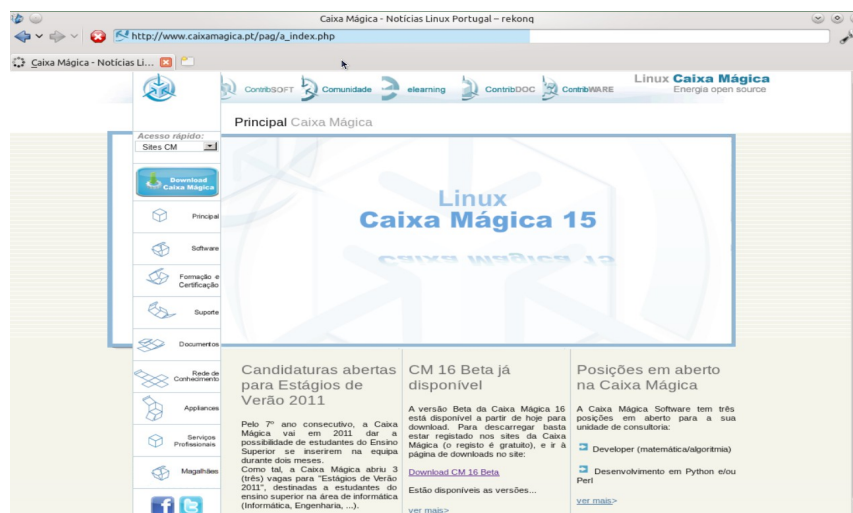 Caixa Mágica - Notícias Linux Portugal – rekonq
http://www.caixamagica.pt/pag/a_index.php
Caixa Mágica - Notícias Li...
ContribSOFT
Comunidade
elearning
ContribDOC
ContribWARE
Linux Caixa Mágica
Energia open source
Principal Caixa Mágica
Acesso rápido:
Sites CM
Download
Caixa Mágica
Principal
Software
Formação e
Certificação
Suporte
Documentos
Rede de
Conhecimento
Appliances
Serviços
Profissionais
Magalhães
Linux
Caixa Mágica 15
Candidaturas abertas
para Estágios de
Verão 2011
Pelo 7º ano consecutivo, a Caixa
Mágica vai em 2011 dar a
possibilidade de estudantes do Ensino
Superior se inserirem na equipa
durante dois meses.
Como tal, a Caixa Mágica abriu 3
(três) vagas para "Estágios de Verão
2011", destinadas a estudantes do
ensino superior na área de informática
(Informática, Engenharia, ...).
CM 16 Beta já
disponível
A versão Beta da Caixa Mágica 16
está disponível a partir de hoje para
download. Para descarregar basta
estar registado nos sites da Caixa
Mágica (o registo é gratuito), e ir à
página de downloads no site:
Download CM 16 Beta
Estão disponíveis as versões...
ver mais>
Posições em aberto
na Caixa Mágica
A Caixa Mágica Software tem três
posições em aberto para a sua
unidade de consultoria:
Developer (matemática/algoritmia)
Desenvolvimento em Python e/ou
Perl
ver mais>